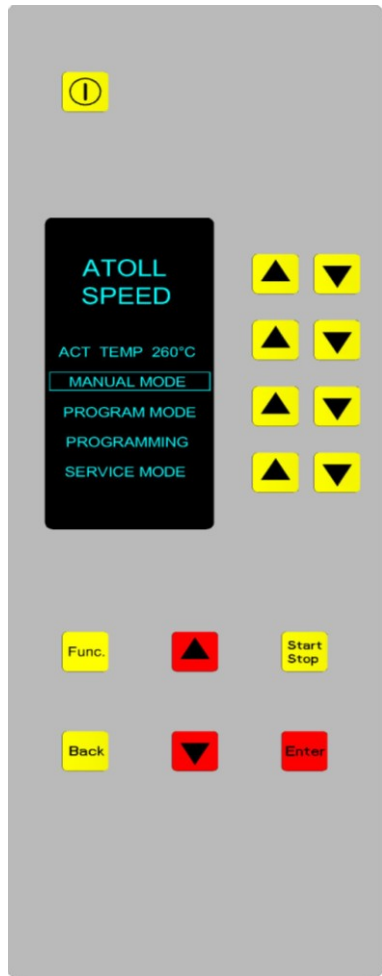 ATOLL
SPEED
ACT TEMP 260°C
MANUAL MODE
PROGRAM MODE
PROGRAMMING
SERVICE MODE
Func.
Start
Stop
Back
Enter